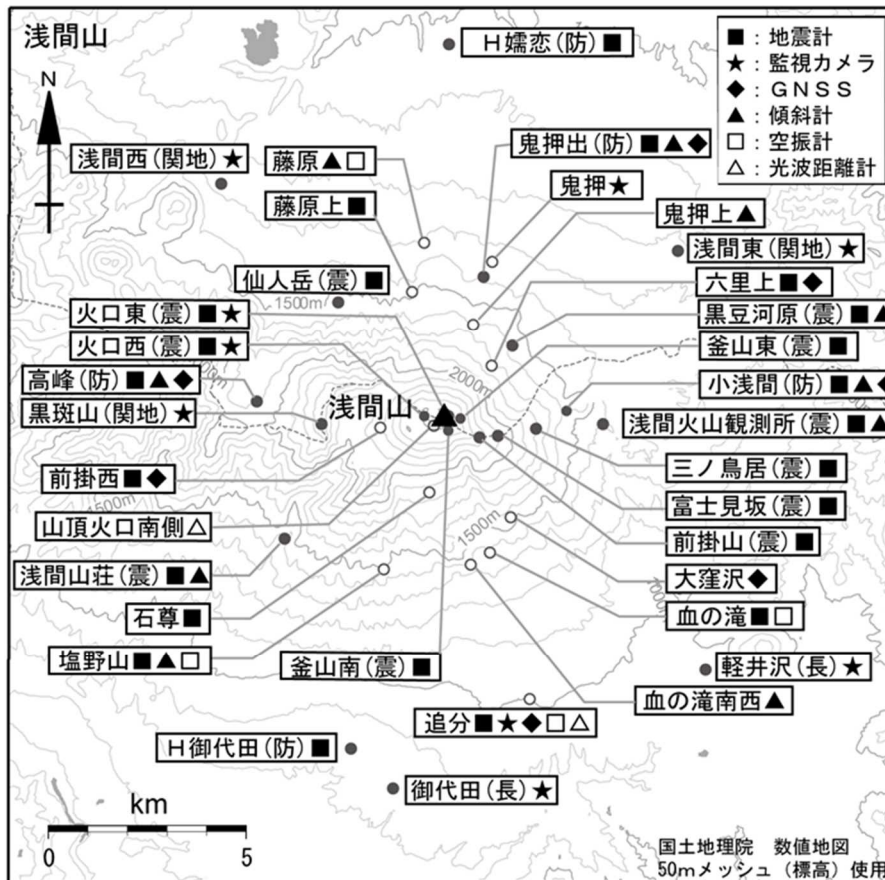 浅間山
■：地震計
★：監視カメラ
◆：GNSS
▲：傾斜計
□：空振計
△：光波距離計
N
H嬬恋(防)■
浅間西(関地)★
藤原▲□
鬼押出(防)■▲◆
鬼押★
藤原上■
鬼押上▲
浅間東(関地)★
仙人岳(震)■
六里上■◆
1500m
火口東(震)■★
黒豆河原(震)■▲
火口西(震)■★
釜山東(震)■
2000m
高峰(防)■▲◆
小浅間(防)■▲◆
黒斑山(関地)★
浅間山
浅間火山観測所(震)■▲
三ノ鳥居(震)■
前掛西■◆
富士見坂(震)■
1500m
1500m
山頂火口南側△
前掛山(震)■
浅間山荘(震)■▲
大窪沢◆
石尊■
血の滝■□
塩野山■▲□
釜山南(震)■
軽井沢(長)★
血の滝南西▲
追分■★◆□△
H御代田(防)■
御代田(長)★
km
0 5
国土地理院 数値地図
50mメッシュ(標高)使用